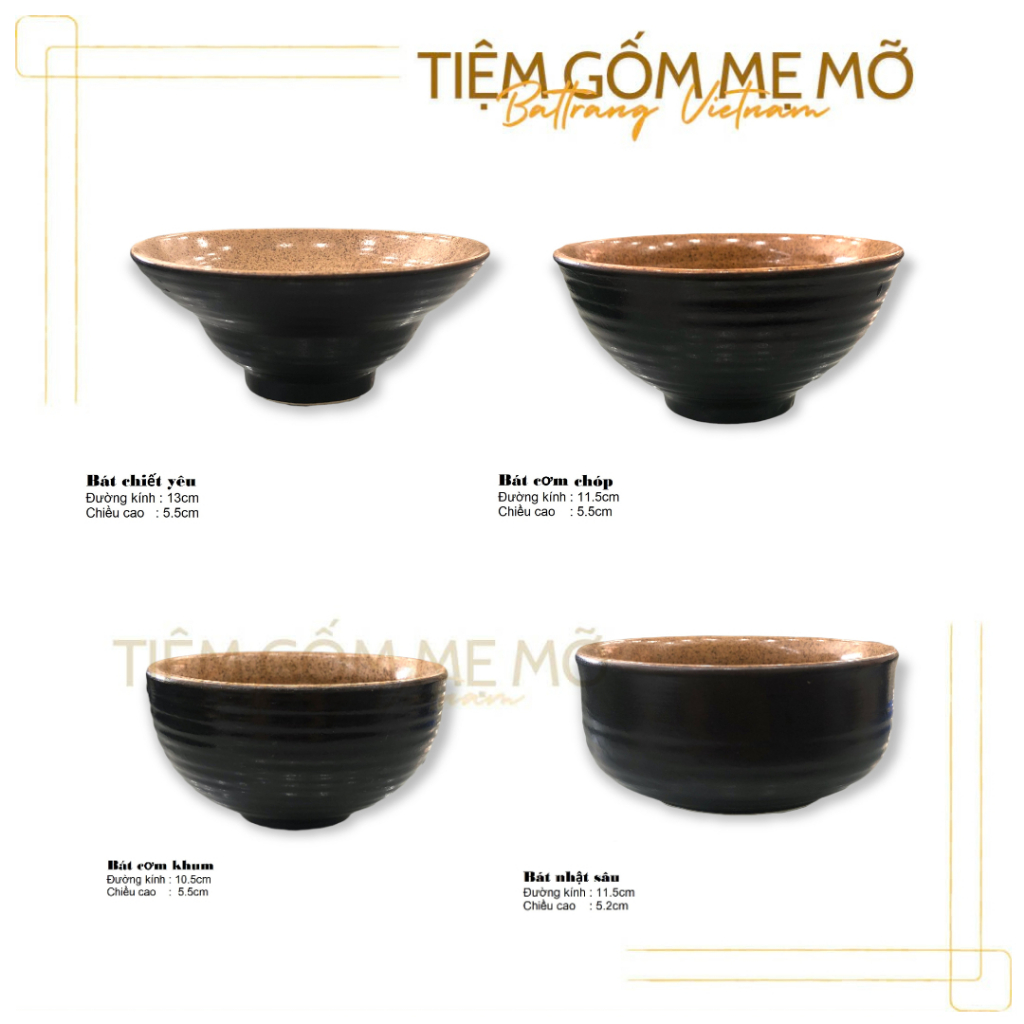 TIỆM GỐM MẸ MỠ
Battrang Vietnam
Bát chiết yêu
Đường kính : 13cm
Chiều cao : 5.5cm
Bát cơm chóp
Đường kính : 11.5cm
Chiều cao : 5.5cm
TIỆM GỐM MẸ MỠ
Bát cơm khum
Đường kính : 10.5cm
Chiều cao : 5.5cm
Bát nhật sâu
Đường kính : 11.5cm
Chiều cao : 5.2cm